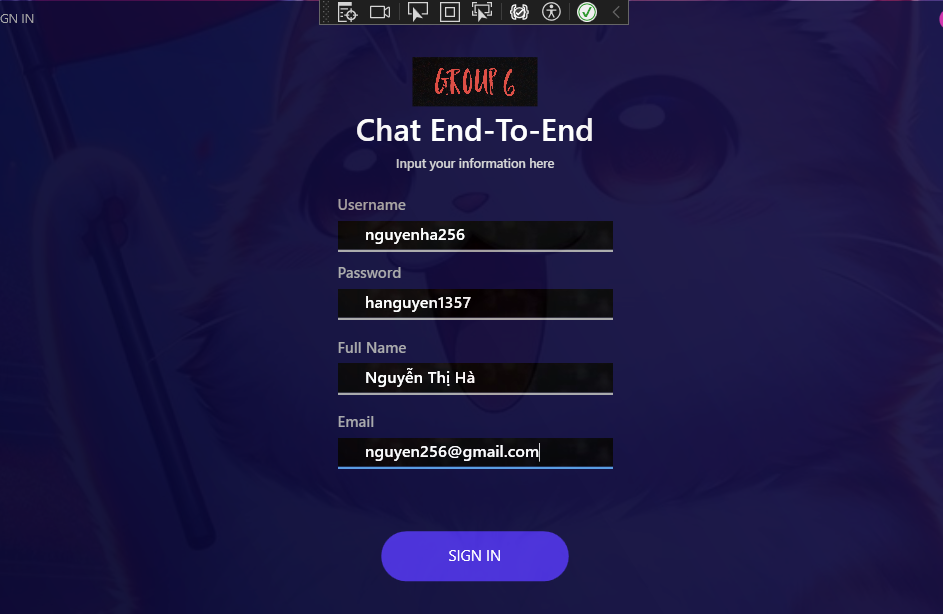 GN IN
GROUP 6
Chat End-To-End
Input your information here
Username
nguyenha256
Password
hanguyen1357
Full Name
Nguyễn Thị Hà
Email
nguyen256@gmail.com
SIGN IN